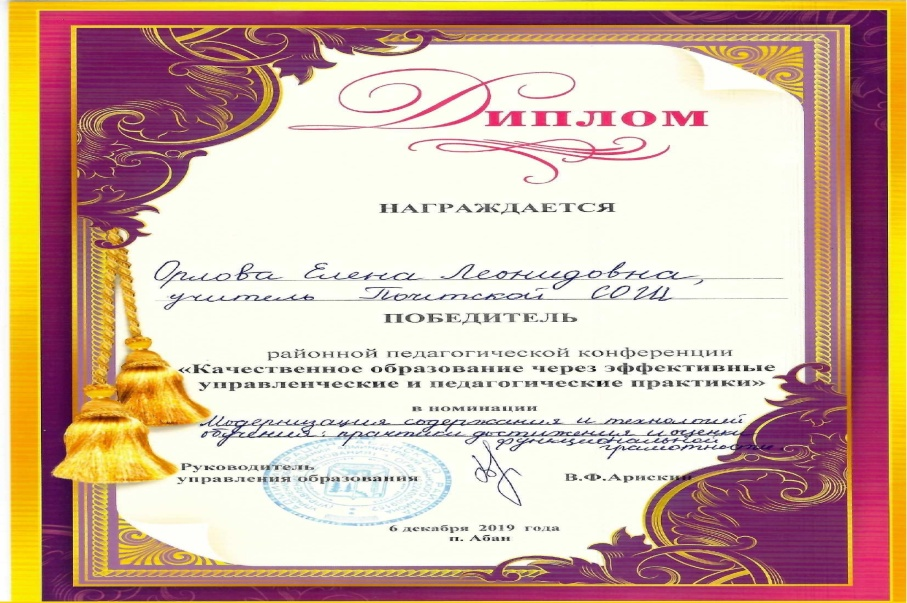 Диплом
НАГРАЖДАЕТСЯ
Орлова Елена Леонидовна,
учитель Почетской СОШ
ПОБЕДИТЕЛЬ
районной педагогической конференции
«Качественное образование через эффективные
управленческие и педагогические практики»
в номинации
Модернизация содержания и технологий
обучения: практики достижения и оценки
функциональной
грамотности.
Руководитель
управления образования
В.Ф.Арискин
6 декабря 2019 года
п. Абан